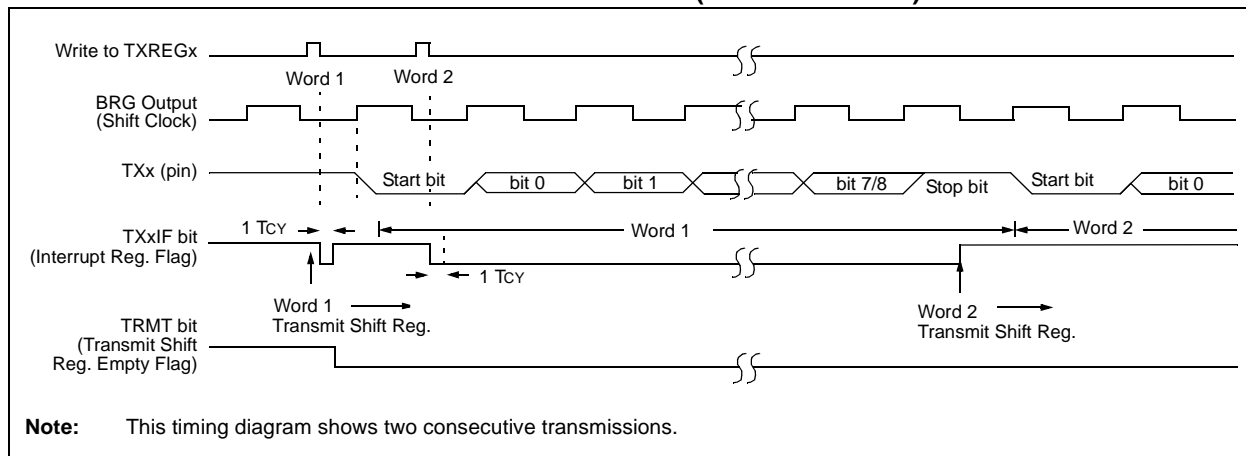 Write to TXREGx
Word 1
Word 2
BRG Output
(Shift Clock)
TXx (pin)
Start bit
bit 0
bit 1
bit 7/8
Stop bit
Start bit
bit 0
1 TCY
TXxIF bit
(Interrupt Reg. Flag)
Word 1
Word 2
1 TCY
Word 1
Transmit Shift Reg.
Word 2
Transmit Shift Reg.
TRMT bit
(Transmit Shift
Reg. Empty Flag)
Note: This timing diagram shows two consecutive transmissions.